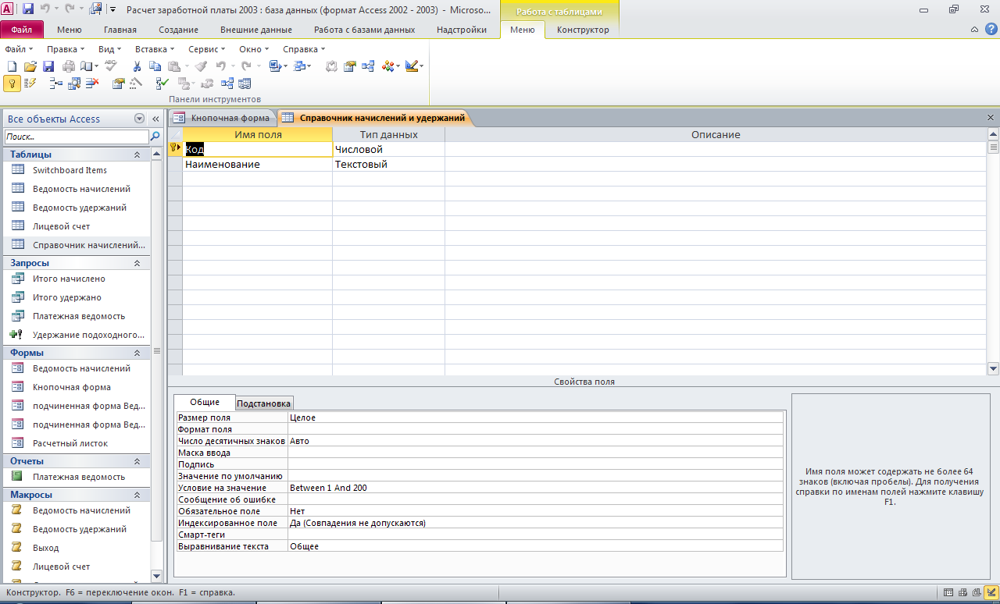 Расчет заработной платы 2003 : база данных (формат Access 2002 - 2003) - Microso...
Работа с таблицами
Файл Меню Главная Создание Внешние данные Работа с базами данных Надстройки Меню Конструктор
Файл Правка Вид Вставка Сервис Окно Справка
Панели инструментов
Все объекты Access
Поиск...
Таблицы
Switchboard Items
Ведомость начислений
Ведомость удержаний
Лицевой счет
Справочник начислений...
Запросы
Итого начислено
Итого удержано
Платежная ведомость
Удержание подоходного...
Формы
Ведомость начислений
Кнопочная форма
подчиненная форма Вед...
подчиненная форма Вед...
Расчетный листок
Отчеты
Платежная ведомость
Макросы
Ведомость начислений
Ведомость удержаний
Выход
Лицевой счет
Кнопочная форма Справочник начислений и удержаний
Имя поля Тип данных Описание
Код Числовой
Наименование Текстовый
Свойства поля
Общие Подстановка
Размер поля Целое
Формат поля
Число десятичных знаков Авто
Маска ввода
Подпись
Значение по умолчанию
Условие на значение Between 1 And 200
Сообщение об ошибке
Обязательное поле Нет
Индексированное поле Да (Совпадения не допускаются)
Смарт-теги
Выравнивание текста Общее
Имя поля может содержать не более 64
знаков (включая пробелы). Для получения
справки по именам полей нажмите клавишу
F1.
Конструктор. F6 = переключение окон. F1 = справка.